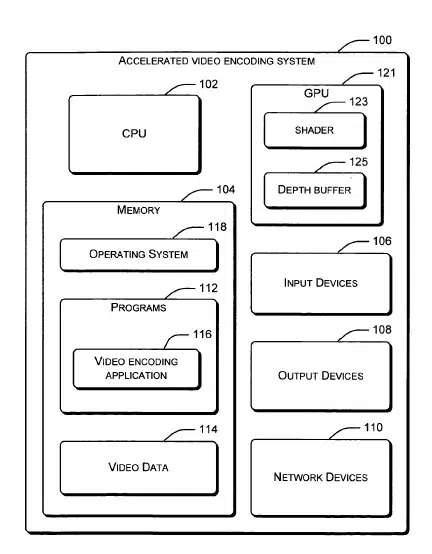 100
ACCELERATED VIDEO ENCODING SYSTEM
102
CPU
121
GPU
123
SHADER
125
DEPTH BUFFER
104
MEMORY
118
OPERATING SYSTEM
112
PROGRAMS
116
VIDEO ENCODING
APPLICATION
114
VIDEO DATA
106
INPUT DEVICES
108
OUTPUT DEVICES
110
NETWORK DEVICES